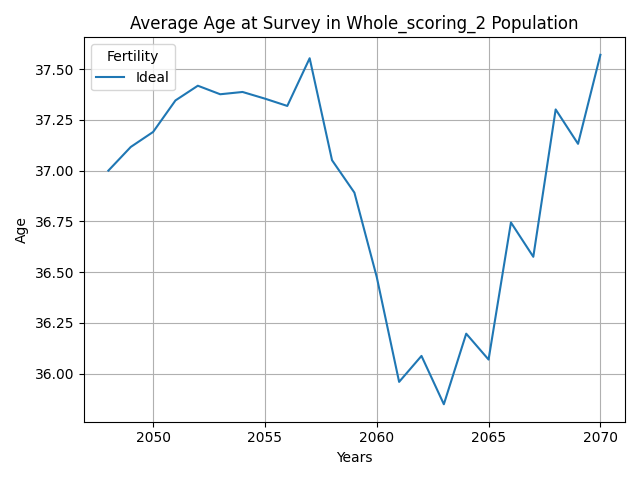 Average Age at Survey in Whole_scoring_2 Population
Fertility
Ideal
37.50
37.25
37.00
36.75
36.50
36.25
36.00
Age
2050 2055 2060 2065 2070
Years